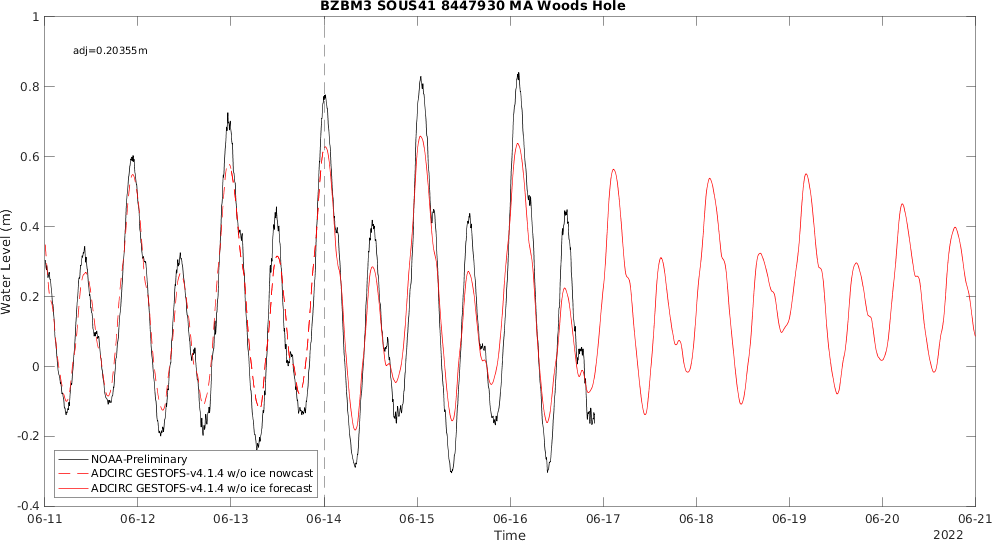 BZBM3 SOUS41 8447930 MA Woods Hole
adj=0.20355m
1
0.8
0.6
0.4
0.2
0
-0.2
-0.4
Water Level (m)
NOAA-Preliminary
ADCIRC GESTOFS-v4.1.4 w/o ice nowcast
ADCIRC GESTOFS-v4.1.4 w/o ice forecast
06-11 06-12 06-13 06-14 06-15 06-16 06-17 06-18 06-19 06-20 06-21
Time
2022